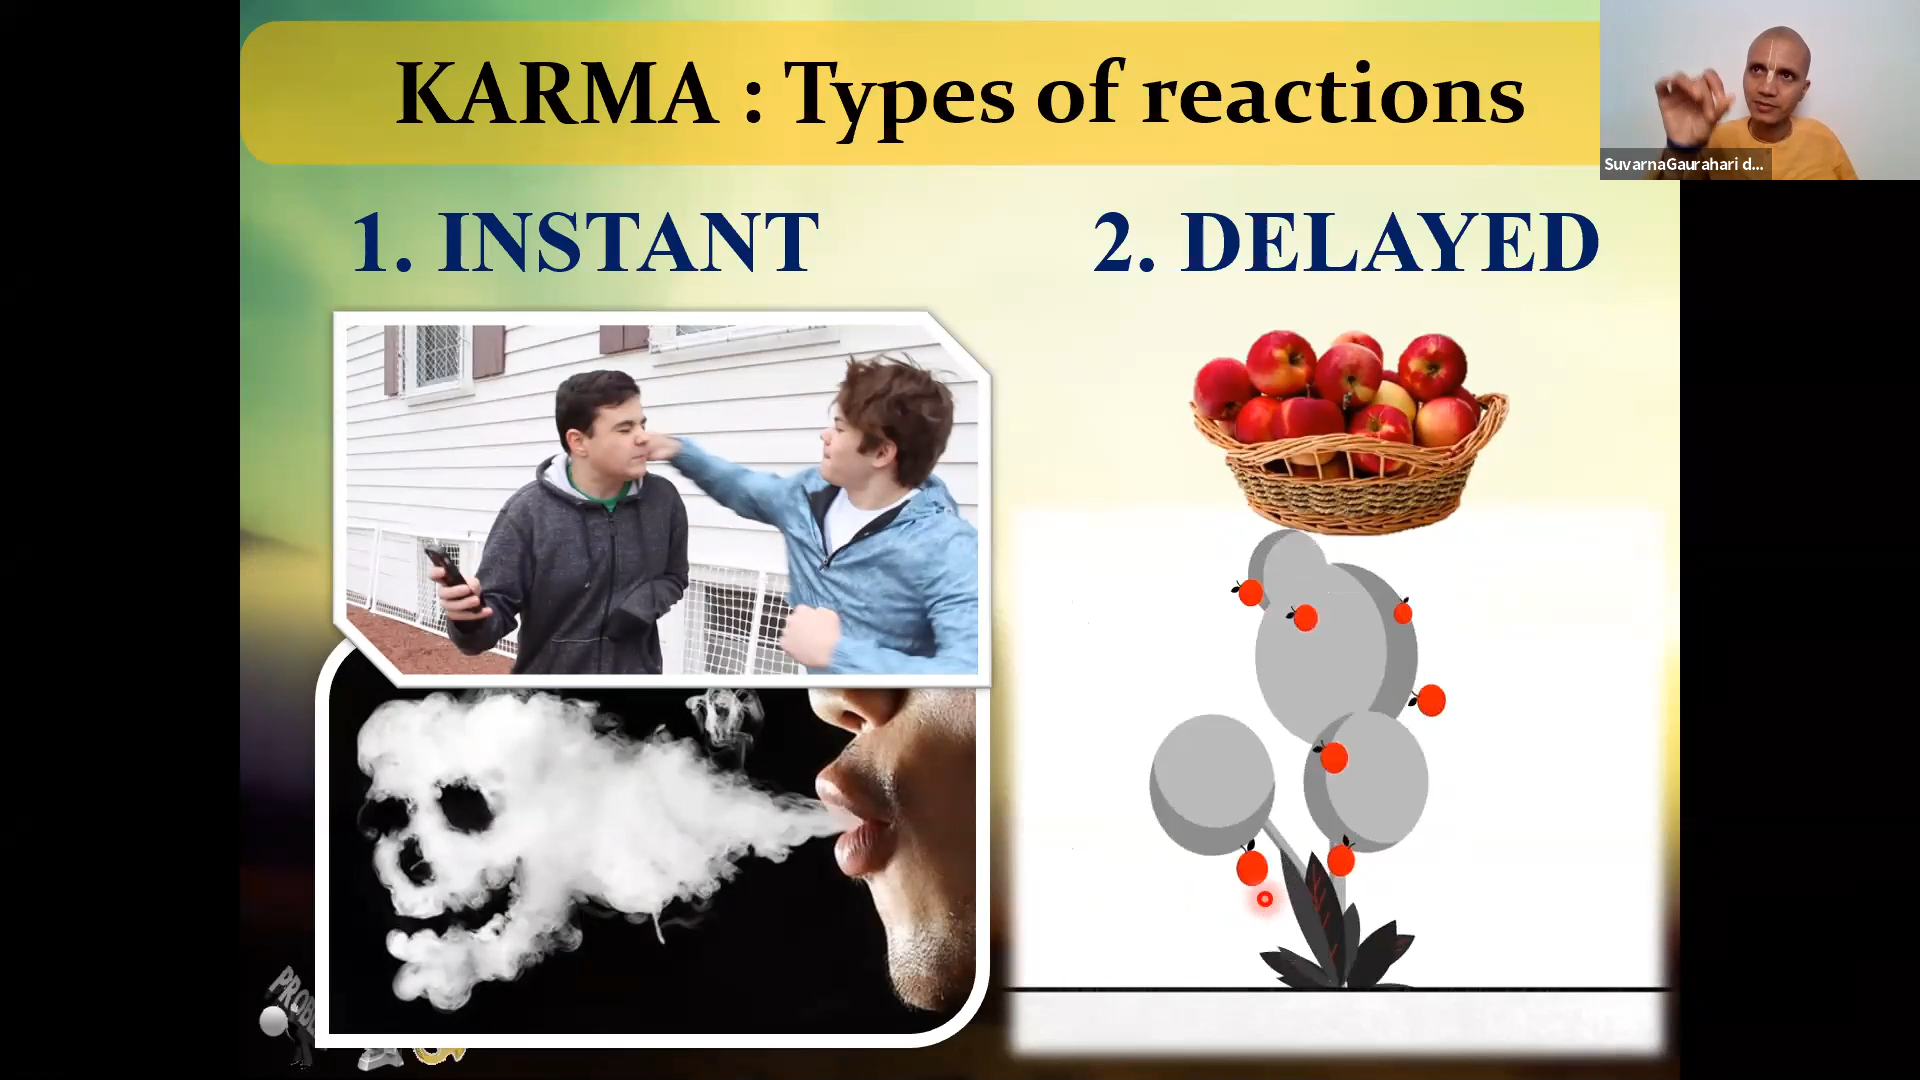 KARMA : Types of reactions
SuvarnaGaurahari d...
1. INSTANT
2. DELAYED